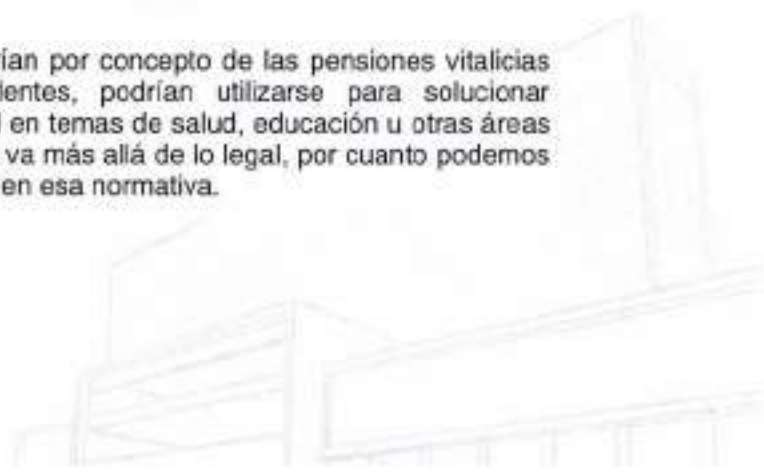 rían por concepto de las pensiones vitalicias
dentes, podrían utilizarse para solucionar
en temas de salud, educación u otras áreas
va más allá de lo legal, por cuanto podemos
en esa normativa.